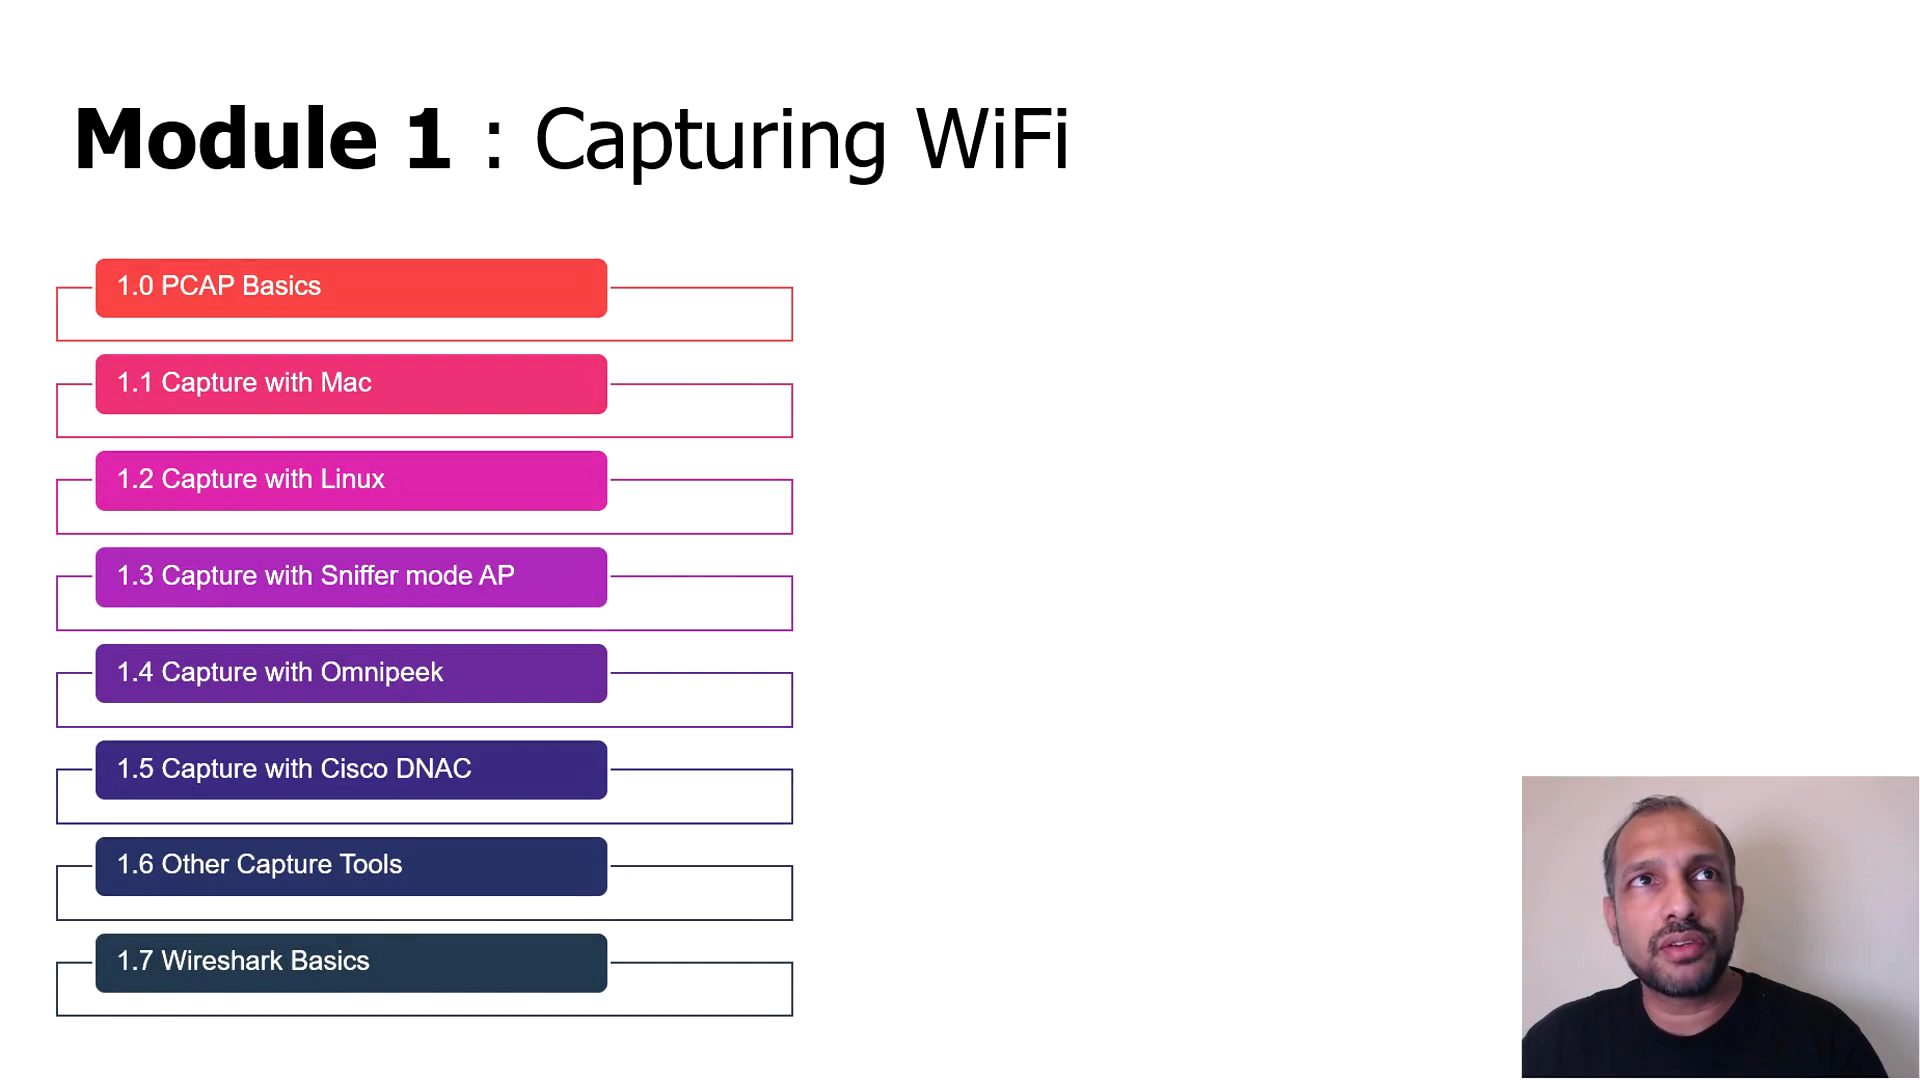 Module 1 : Capturing WiFi
1.0 PCAP Basics
1.1 Capture with Mac
1.2 Capture with Linux
1.3 Capture with Sniffer mode AP
1.4 Capture with Omnipeek
1.5 Capture with Cisco DNAC
1.6 Other Capture Tools
1.7 Wireshark Basics